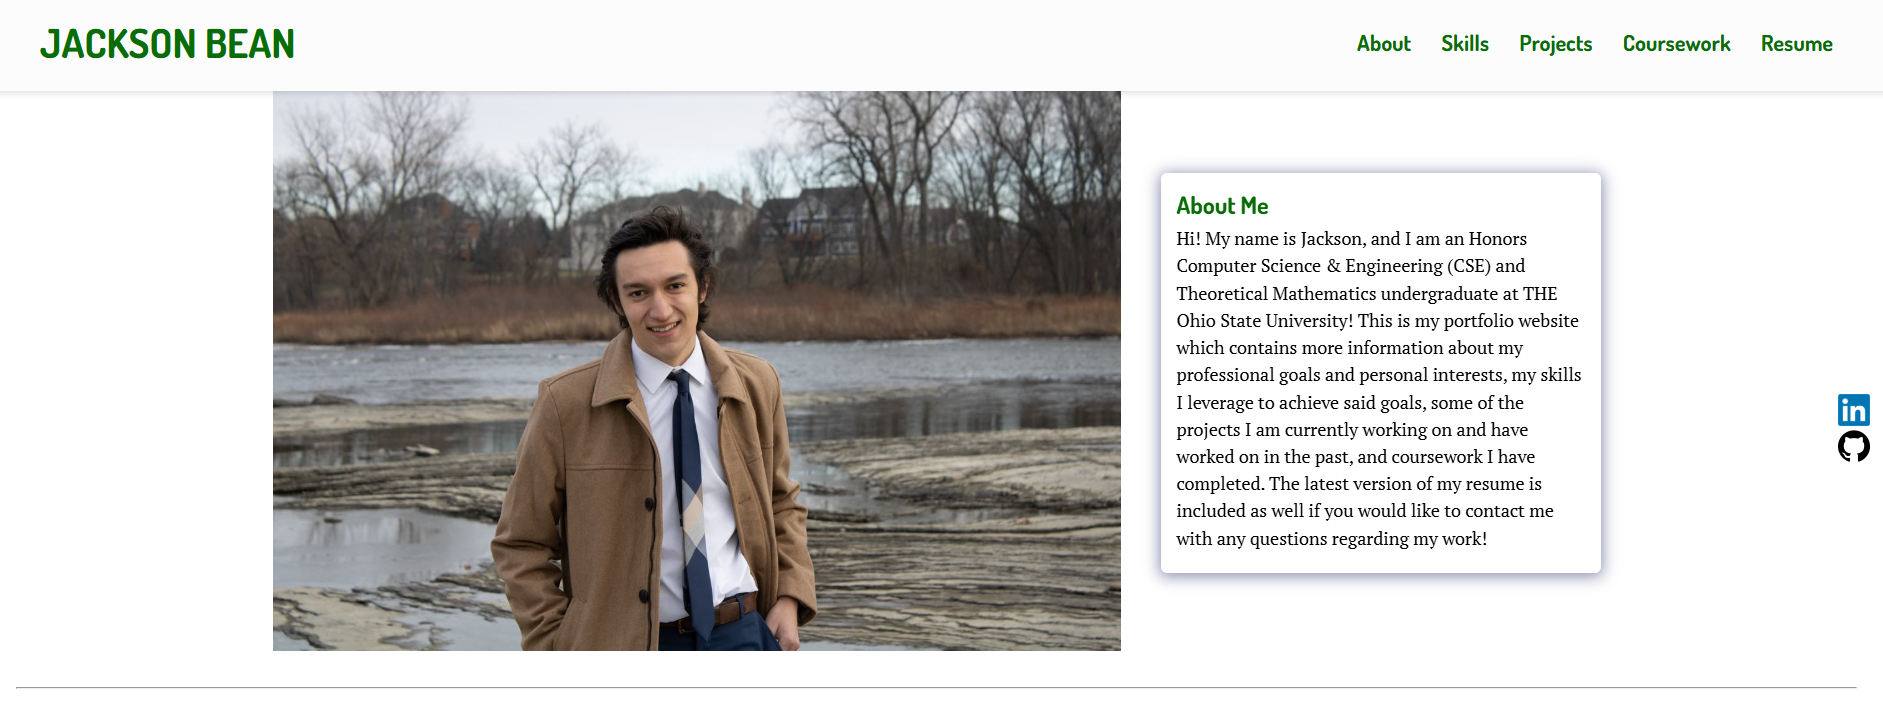 JACKSON BEAN
About Skills Projects Coursework Resume
About Me
Hi! My name is Jackson, and I am an Honors
Computer Science & Engineering (CSE) and
Theoretical Mathematics undergraduate at THE
Ohio State University! This is my portfolio website
which contains more information about my
professional goals and personal interests, my skills
I leverage to achieve said goals, some of the
projects I am currently working on and have
worked on in the past, and coursework I have
completed. The latest version of my resume is
included as well if you would like to contact me
with any questions regarding my work!
in